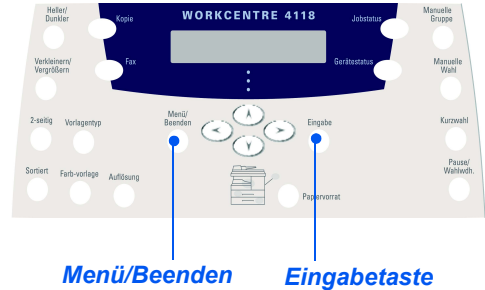 Heller/
Dunkler
Kopie
WORKCENTRE 4118
Jobstatus
Manuelle
Gruppe
Verkleinern/
Vergrößern
Fax
Gerätestatus
Manuelle
Wahl
2-seitig
Vorlagentyp
Menü/
Beenden
Eingabe
Kurzwahl
Sortiert
Farb-vorlage
Auflösung
Papiervorrat
Pause/
Wahlwdh.
Menü/Beenden
Eingabetaste